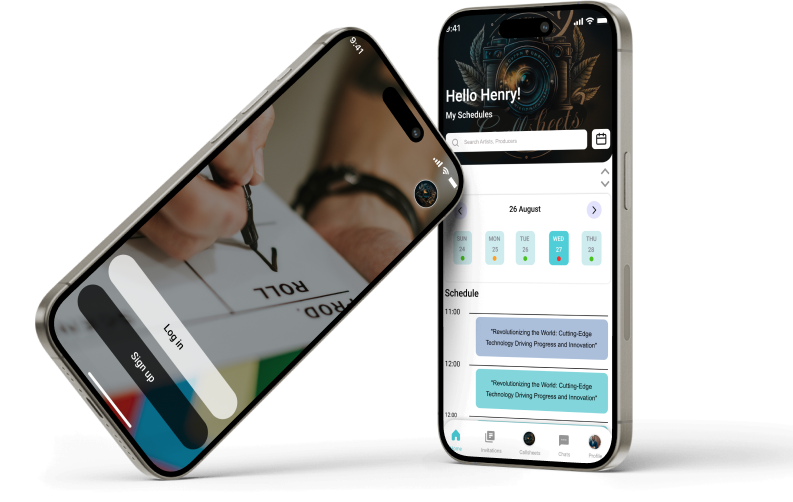 9:41
Log in
Sign up
ROLL
PROD.
9:41
Hello Henry!
My Schedules
Search Artists, Producers
26 August
SUN
MON
TUE
WED
THU
24
25
26
27
28
Schedule
11:00
"Revolutionizing the World: Cutting-Edge
Technology Driving Progress and Innovation"
12:00
"Revolutionizing the World: Cutting-Edge
Technology Driving Progress and Innovation"
12:00
Invitations
Callsheets
Chats
Profile